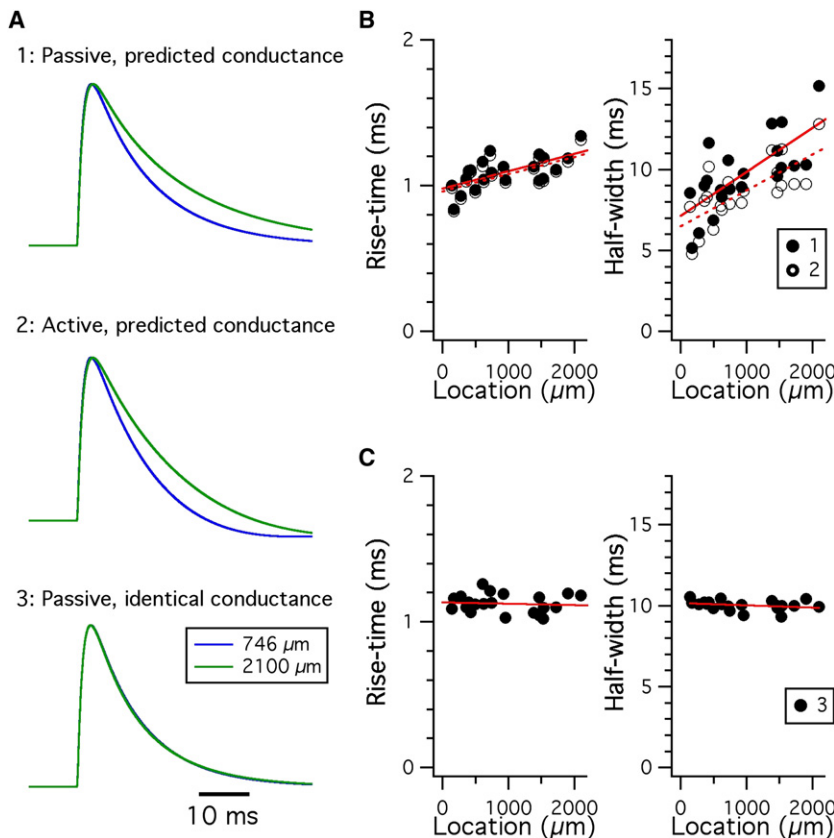 A
1: Passive, predicted conductance
2: Active, predicted conductance
3: Passive, identical conductance
746 µm
2100 µm
10 ms
B
2
1
0
Rise-time (ms)
0 1000 2000
Location (µm)
15
10
5
0
Half-width (ms)
1
2
0 1000 2000
Location (µm)
C
2
1
0
Rise-time (ms)
0 1000 2000
Location (µm)
15
10
5
0
Half-width (ms)
3
0 1000 2000
Location (µm)